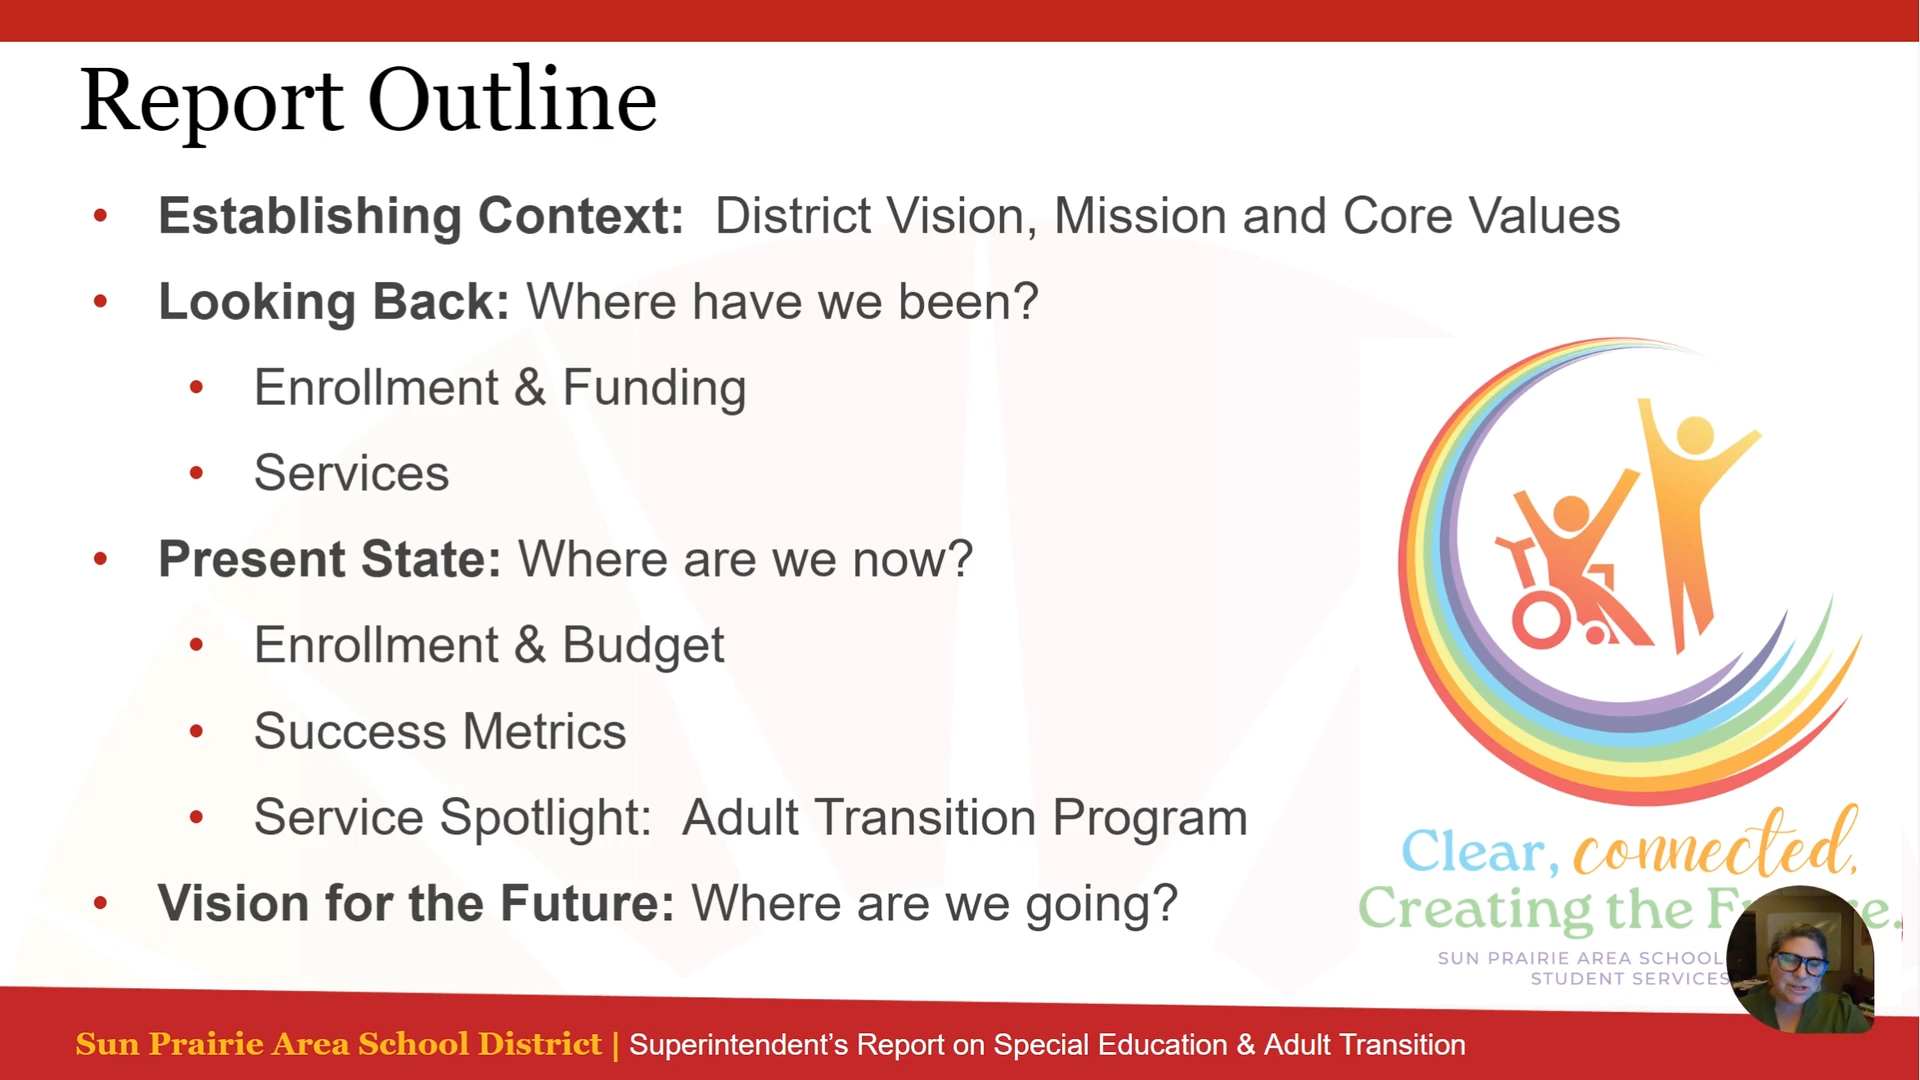 Report Outline
• Establishing Context: District Vision, Mission and Core Values
• Looking Back: Where have we been?
• Enrollment & Funding
• Services
• Present State: Where are we now?
• Enrollment & Budget
• Success Metrics
• Service Spotlight: Adult Transition Program
• Vision for the Future: Where are we going?
Clear, connected,
Creating the
SUN PRAIRIE AREA SCHOOL
STUDENT SERVICES
Sun Prairie Area School District | Superintendent’s Report on Special Education & Adult Transition